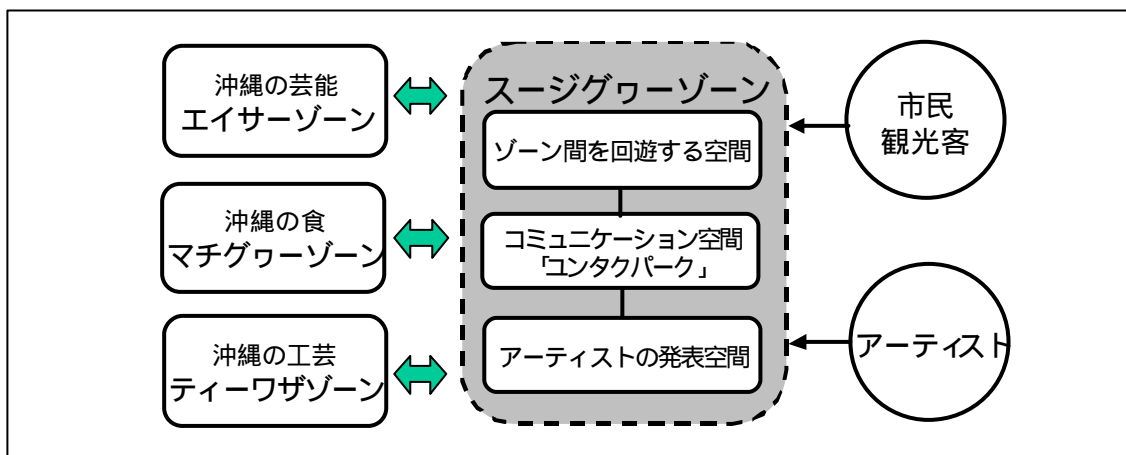 沖縄の芸能
エイサーゾーン
沖縄の食
マチグヮーゾーン
沖縄の工芸
ティーワザゾーン
スージグヮーゾーン
ゾーン間を回遊する空間
コミュニケーション空間
「ユンタクパーク」
アーティストの発表空間
市民
観光客
アーティスト